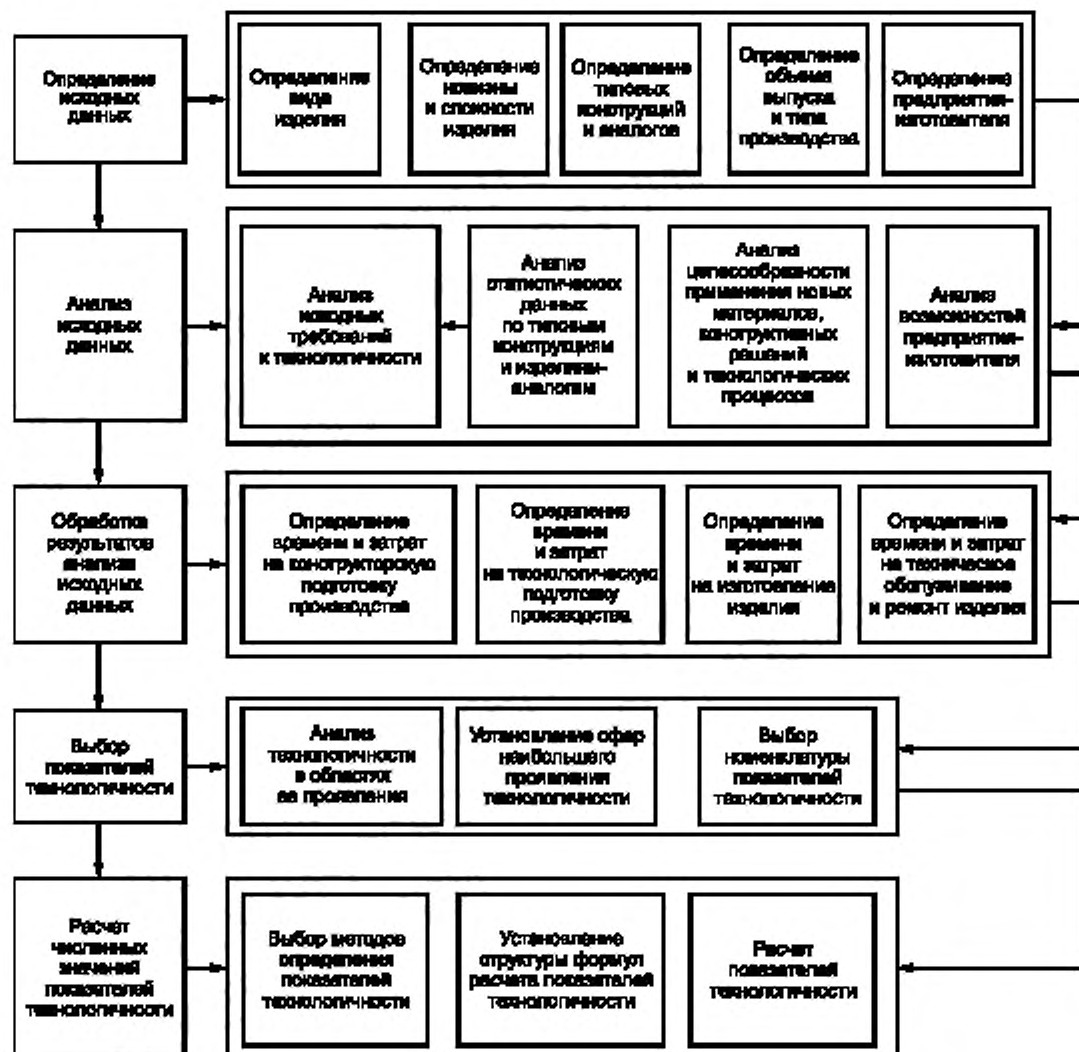 Определение
исходных
данных
Определение
вида
изделия
Определение
новизны
и сложности
изделия
Определение
типовых
конструкций
и аналогов
Определение
объема
выпуска
и типа
производства
Определение
предприятия-
изготовителя
Анализ
исходных
данных
Анализ
исходных
требований
к технологичности
Анализ
статистических
данных
по типовым
конструкциям
и изделиям-
аналогам
Анализ
целесообразности
применения новых
материалов,
конструктивных
решений
и технологических
процессов
Анализ
возможностей
предприятия-
изготовителя
Обработка
результатов
анализа
исходных
данных
Определение
времени и затрат
на конструкторскую
подготовку
производства
Определение
времени
и затрат
на технологическую
подготовку
производства
Определение
времени
и затрат
на изготовление
изделия
Определение
времени и затрат
на техническое
обслуживание
и ремонт изделия
Выбор
показателей
технологичности
Анализ
технологичности
в областях
ее проявления
Установление сфер
наибольшего
проявления
технологичности
Выбор
номенклатуры
показателей
технологичности
Расчет
численных
значений
показателей
технологичности
Выбор методов
определения
показателей
технологичности
Установление
структуры формул
расчета показателей
технологичности
Расчет
показателей
технологичности